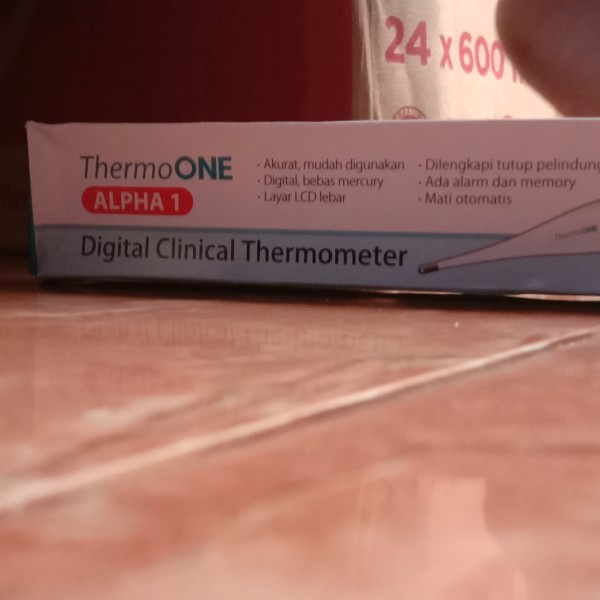 24 x 600
ThermoONE
ALPHA 1
· Akurat, mudah digunakan
· Digital, bebas mercury
· Layar LCD lebar
· Dilengkapi tutup pelindung
· Ada alarm dan memory
· Mati otomatis
Digital Clinical Thermometer
ThermoONE